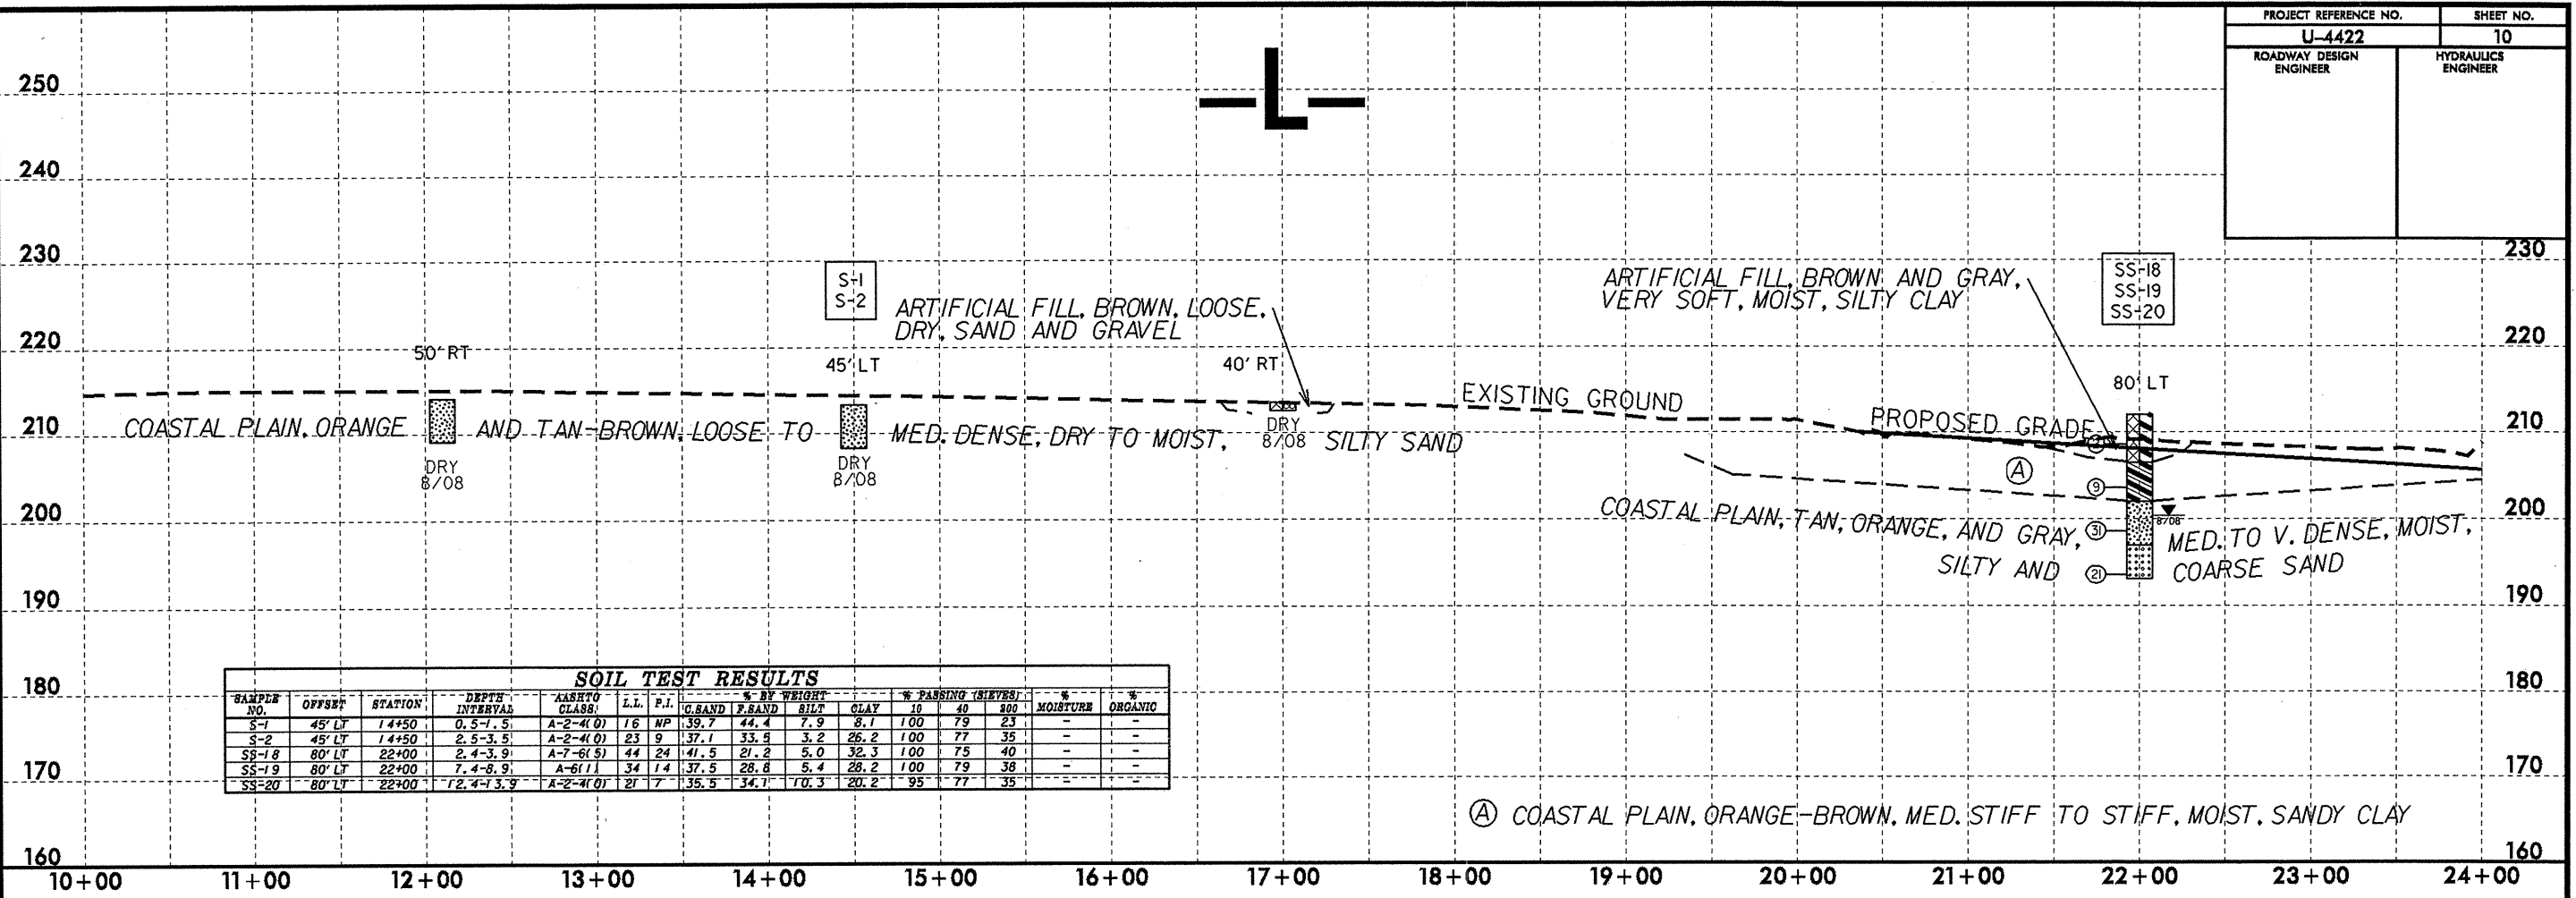 PROJECT REFERENCE NO. SHEET NO.
U-4422 10
ROADWAY DESIGN ENGINEER HYDRAULICS ENGINEER
L
250
240
230 230
220 220
210 210
200 200
190 190
180 180
170 170
160 160
50' RT
DRY
8/08
S-1
S-2
45' LT
DRY
8/08
ARTIFICIAL FILL, BROWN, LOOSE,
DRY, SAND AND GRAVEL
40' RT
DRY
8/08
COASTAL PLAIN, ORANGE AND TAN-BROWN, LOOSE TO MED. DENSE, DRY TO MOIST, SILTY SAND
EXISTING GROUND
ARTIFICIAL FILL, BROWN AND GRAY,
VERY SOFT, MOIST, SILTY CLAY
SS-18
SS-19
SS-20
80' LT
PROPOSED GRADE
A
9
31
21
8/08
COASTAL PLAIN, TAN, ORANGE, AND GRAY, MED. TO V. DENSE, MOIST,
SILTY AND COARSE SAND
SOIL TEST RESULTS
SAMPLE NO. OFFSET STATION DEPTH INTERVAL AASHTO CLASS. L.L. P.I. % BY WEIGHT % PASSING (SIEVES) % MOISTURE % ORGANIC
C.SAND F.SAND SILT CLAY 10 40 200
S-1 45' LT 14+50 0.5-1.5 A-2-4(0) 16 NP 39.7 44.4 7.9 8.1 100 79 23 - -
S-2 45' LT 14+50 2.5-3.5 A-2-4(0) 23 9 37.1 33.5 3.2 26.2 100 77 35 - -
SS-18 80' LT 22+00 2.4-3.9 A-7-6(5) 44 24 41.5 21.2 5.0 32.3 100 75 40 - -
SS-19 80' LT 22+00 7.4-8.9 A-6(1) 34 14 37.5 28.8 5.4 28.2 100 79 38 - -
SS-20 80' LT 22+00 12.4-13.9 A-2-4(0) 21 7 35.5 34.1 10.3 20.2 95 77 35 - -
A COASTAL PLAIN, ORANGE-BROWN, MED. STIFF TO STIFF, MOIST, SANDY CLAY
10+00 11+00 12+00 13+00 14+00 15+00 16+00 17+00 18+00 19+00 20+00 21+00 22+00 23+00 24+00